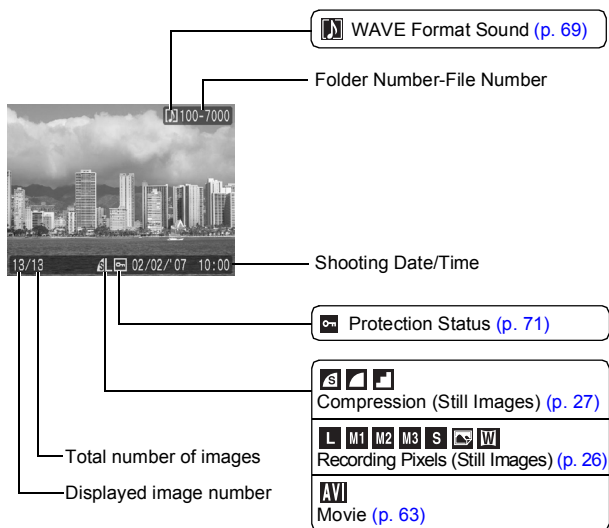 WAVE Format Sound (p. 69)
Folder Number-File Number
100-7000
13/13 S L 02/02/'07 10:00
Shooting Date/Time
Protection Status (p. 71)
S
Compression (Still Images) (p. 27)
L M1 M2 M3 S W
Recording Pixels (Still Images) (p. 26)
Total number of images
AVI
Displayed image number
Movie (p. 63)